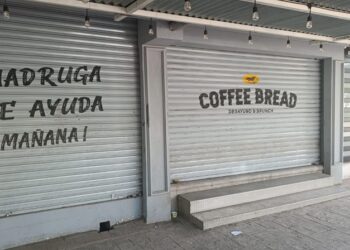 MADRUGA
E AYUDA
MAÑANA!
COFFEE BREAD
DESAYUNO & BRUNCH